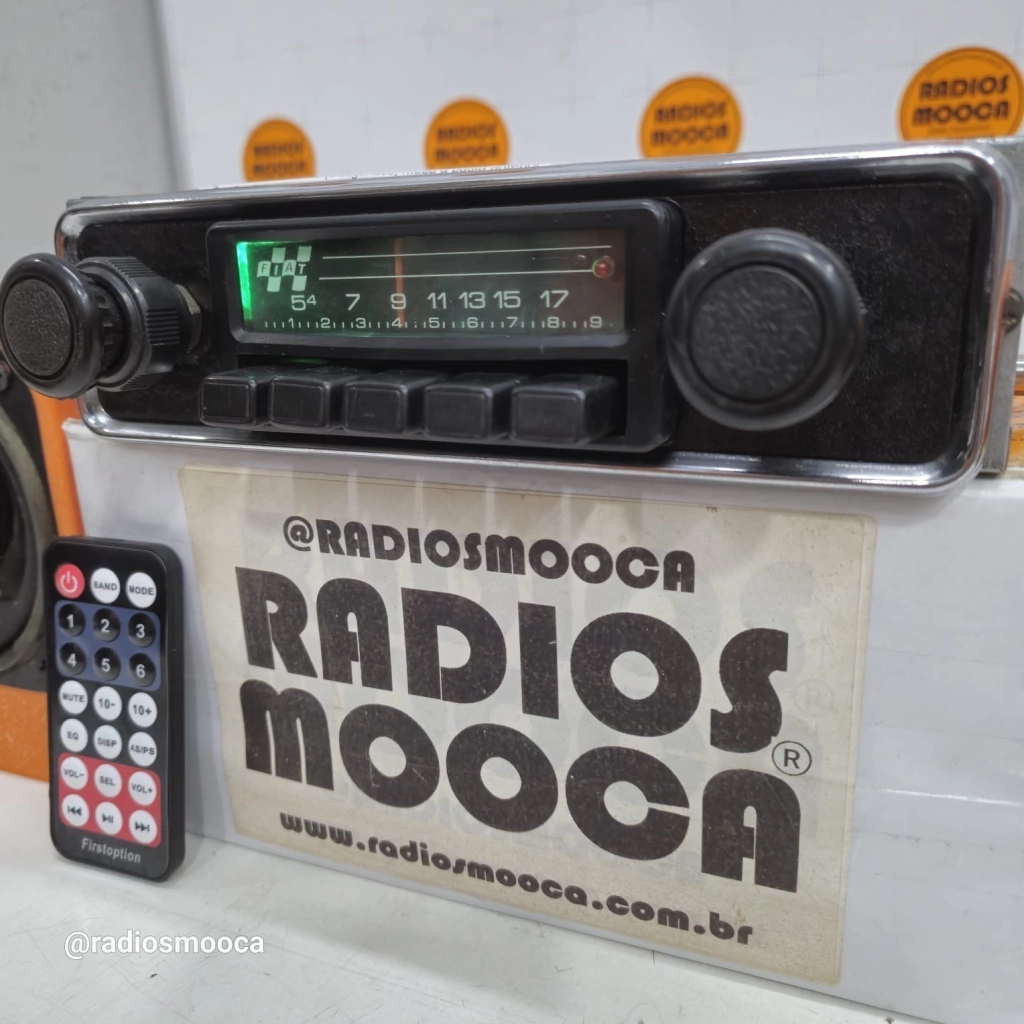 RADIOS
MOOCA
RADIOS
MOOCA
RADIOS
MOOCA
RADIOS
MOOCA
FIAT
5⁴ 7 9 11 13 15 17
1 2 3 4 5 6 7 8 9
@RADIOSMOOCA
RADIOS
MOOCA®
www.radiosmooca.com.br
BAND MODE
1 2 3
4 5 6
MUTE 10- 10+
EQ DISP AS/PS
VOL- SEL VOL+
Firstoption
@radiosmooca